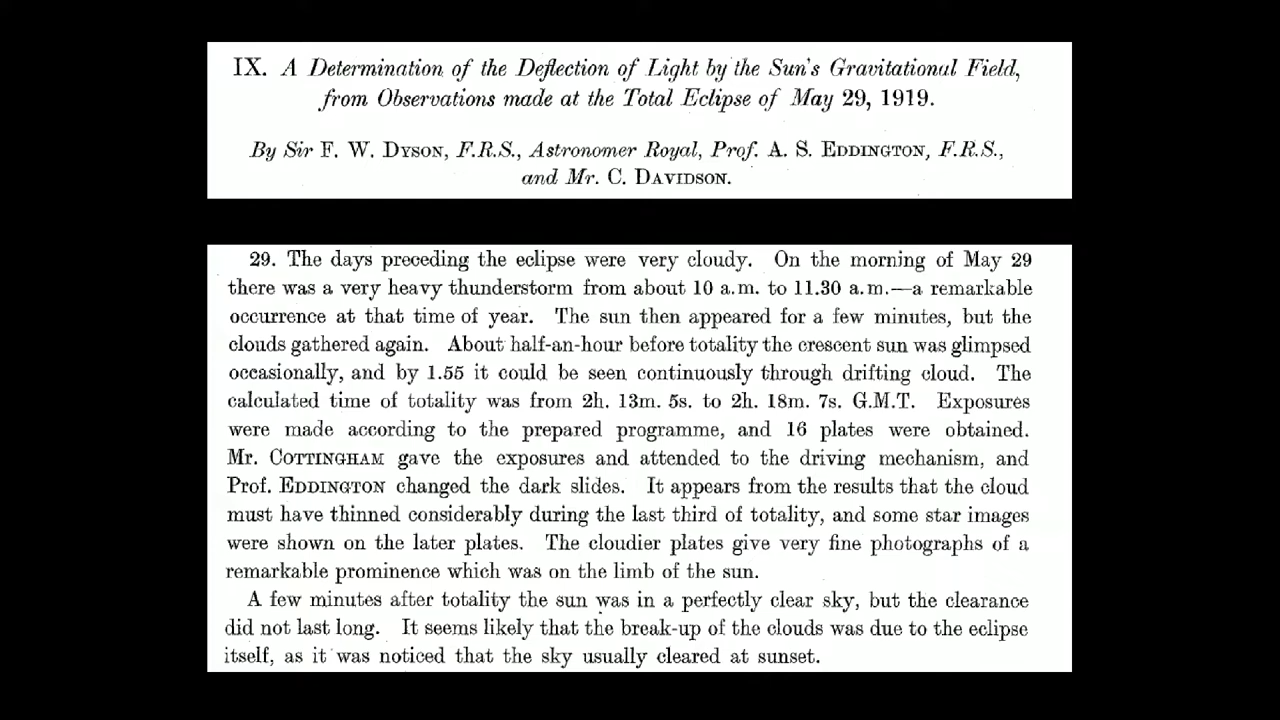 IX. A Determination of the Deflection of Light by the Sun's Gravitational Field,
from Observations made at the Total Eclipse of May 29, 1919.
By Sir F. W. DYSON, F.R.S., Astronomer Royal, Prof. A. S. EDDINGTON, F.R.S.,
and Mr. C. DAVIDSON.
29. The days preceding the eclipse were very cloudy. On the morning of May 29
there was a very heavy thunderstorm from about 10 a.m. to 11.30 a.m.—a remarkable
occurrence at that time of year. The sun then appeared for a few minutes, but the
clouds gathered again. About half-an-hour before totality the crescent sun was glimpsed
occasionally, and by 1.55 it could be seen continuously through drifting cloud. The
calculated time of totality was from 2h. 13m. 5s. to 2h. 18m. 7s. G.M.T. Exposures
were made according to the prepared programme, and 16 plates were obtained.
Mr. COTTINGHAM gave the exposures and attended to the driving mechanism, and
Prof. EDDINGTON changed the dark slides. It appears from the results that the cloud
must have thinned considerably during the last third of totality, and some star images
were shown on the later plates. The cloudier plates give very fine photographs of a
remarkable prominence which was on the limb of the sun.
A few minutes after totality the sun was in a perfectly clear sky, but the clearance
did not last long. It seems likely that the break-up of the clouds was due to the eclipse
itself, as it was noticed that the sky usually cleared at sunset.